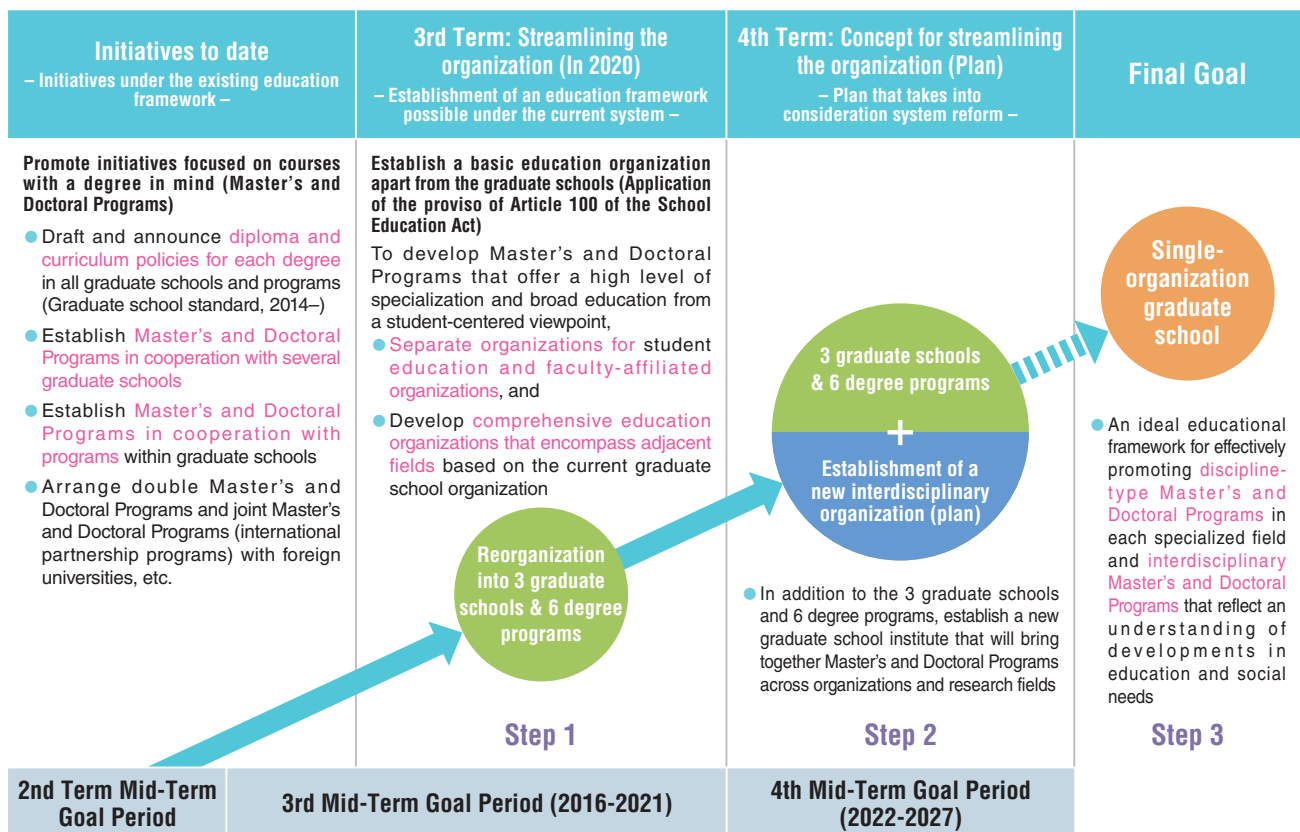 Initiatives to date
– Initiatives under the existing education
framework –
3rd Term: Streamlining the
organization (In 2020)
– Establishment of an education framework
possible under the current system –
4th Term: Concept for streamlining
the organization (Plan)
– Plan that takes into
consideration system reform –
Final Goal
Promote initiatives focused on courses
with a degree in mind (Master's and
Doctoral Programs)
● Draft and announce diploma and
curriculum policies for each degree
in all graduate schools and programs
(Graduate school standard, 2014–)
● Establish Master's and Doctoral
Programs in cooperation with several
graduate schools
● Establish Master's and Doctoral
Programs in cooperation with
programs within graduate schools
● Arrange double Master's and
Doctoral Programs and joint Master's
and Doctoral Programs (international
partnership programs) with foreign
universities, etc.
Establish a basic education organization
apart from the graduate schools (Application
of the proviso of Article 100 of the School
Education Act)
To develop Master's and Doctoral
Programs that offer a high level of
specialization and broad education from
a student-centered viewpoint,
● Separate organizations for student
education and faculty-affiliated
organizations, and
● Develop comprehensive education
organizations that encompass adjacent
fields based on the current graduate
school organization
Reorganization
into 3 graduate
schools & 6 degree
programs
Step 1
3 graduate schools
& 6 degree programs
+
Establishment of a
new interdisciplinary
organization (plan)
● In addition to the 3 graduate schools
and 6 degree programs, establish a new
graduate school institute that will bring
together Master's and Doctoral Programs
across organizations and research fields
Step 2
Single-
organization
graduate
school
● An ideal educational
framework for effectively
promoting discipline-
type Master's and
Doctoral Programs in
each specialized field
and interdisciplinary
Master's and Doctoral
Programs that reflect an
understanding of
developments in
education and social
needs
Step 3
2nd Term Mid-Term
Goal Period
3rd Mid-Term Goal Period (2016-2021)
4th Mid-Term Goal Period
(2022-2027)